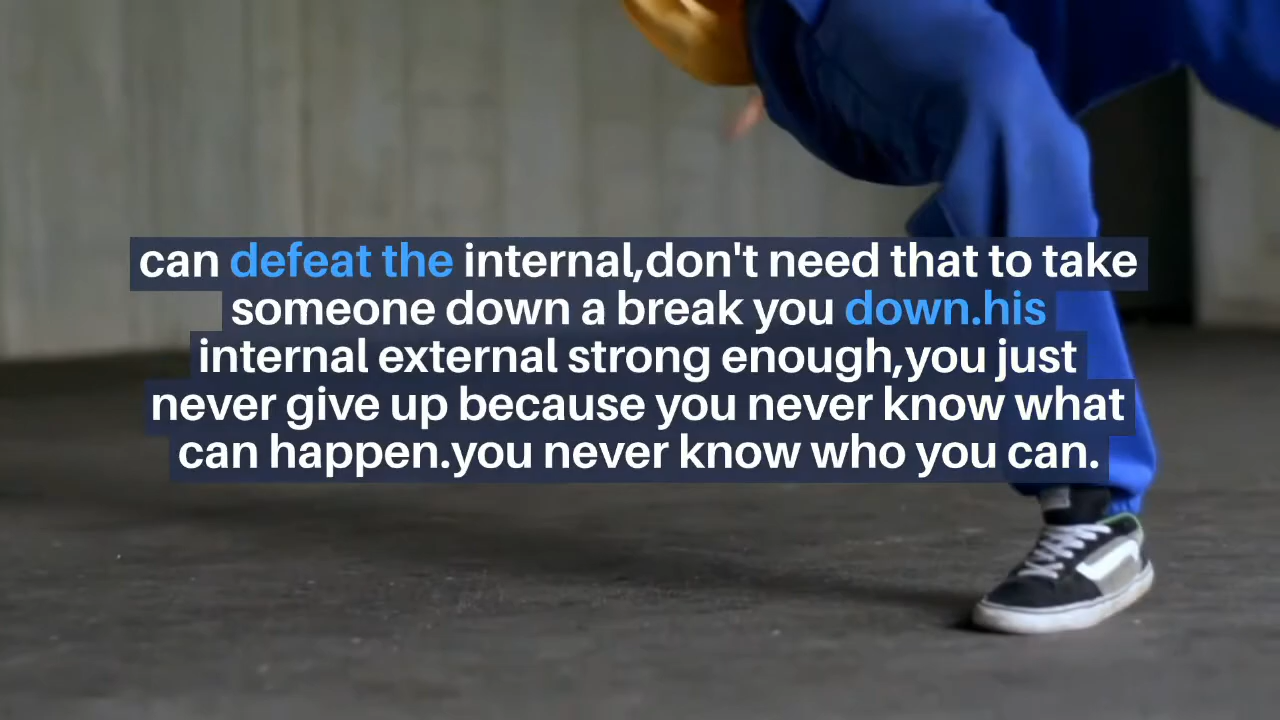 can defeat the internal,don't need that to take
someone down a break you down.his
internal external strong enough,you just
never give up because you never know what
can happen.you never know who you can.